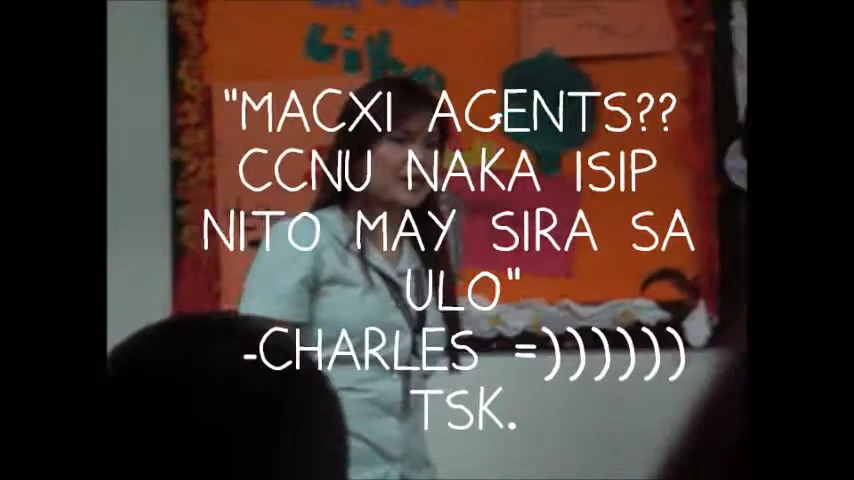 "MACXI AGENTS??
CCNU NAKA ISIP
NITO MAY SIRA SA
ULO"
-CHARLES =))))))
TSK.